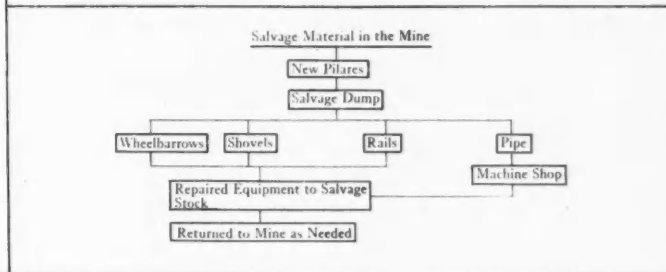 Salvage Material in the Mine
New Pilares
Salvage Dump
Wheelbarrows
Shovels
Rails
Pipe
Machine Shop
Repaired Equipment to Salvage
Stock
Returned to Mine as Needed